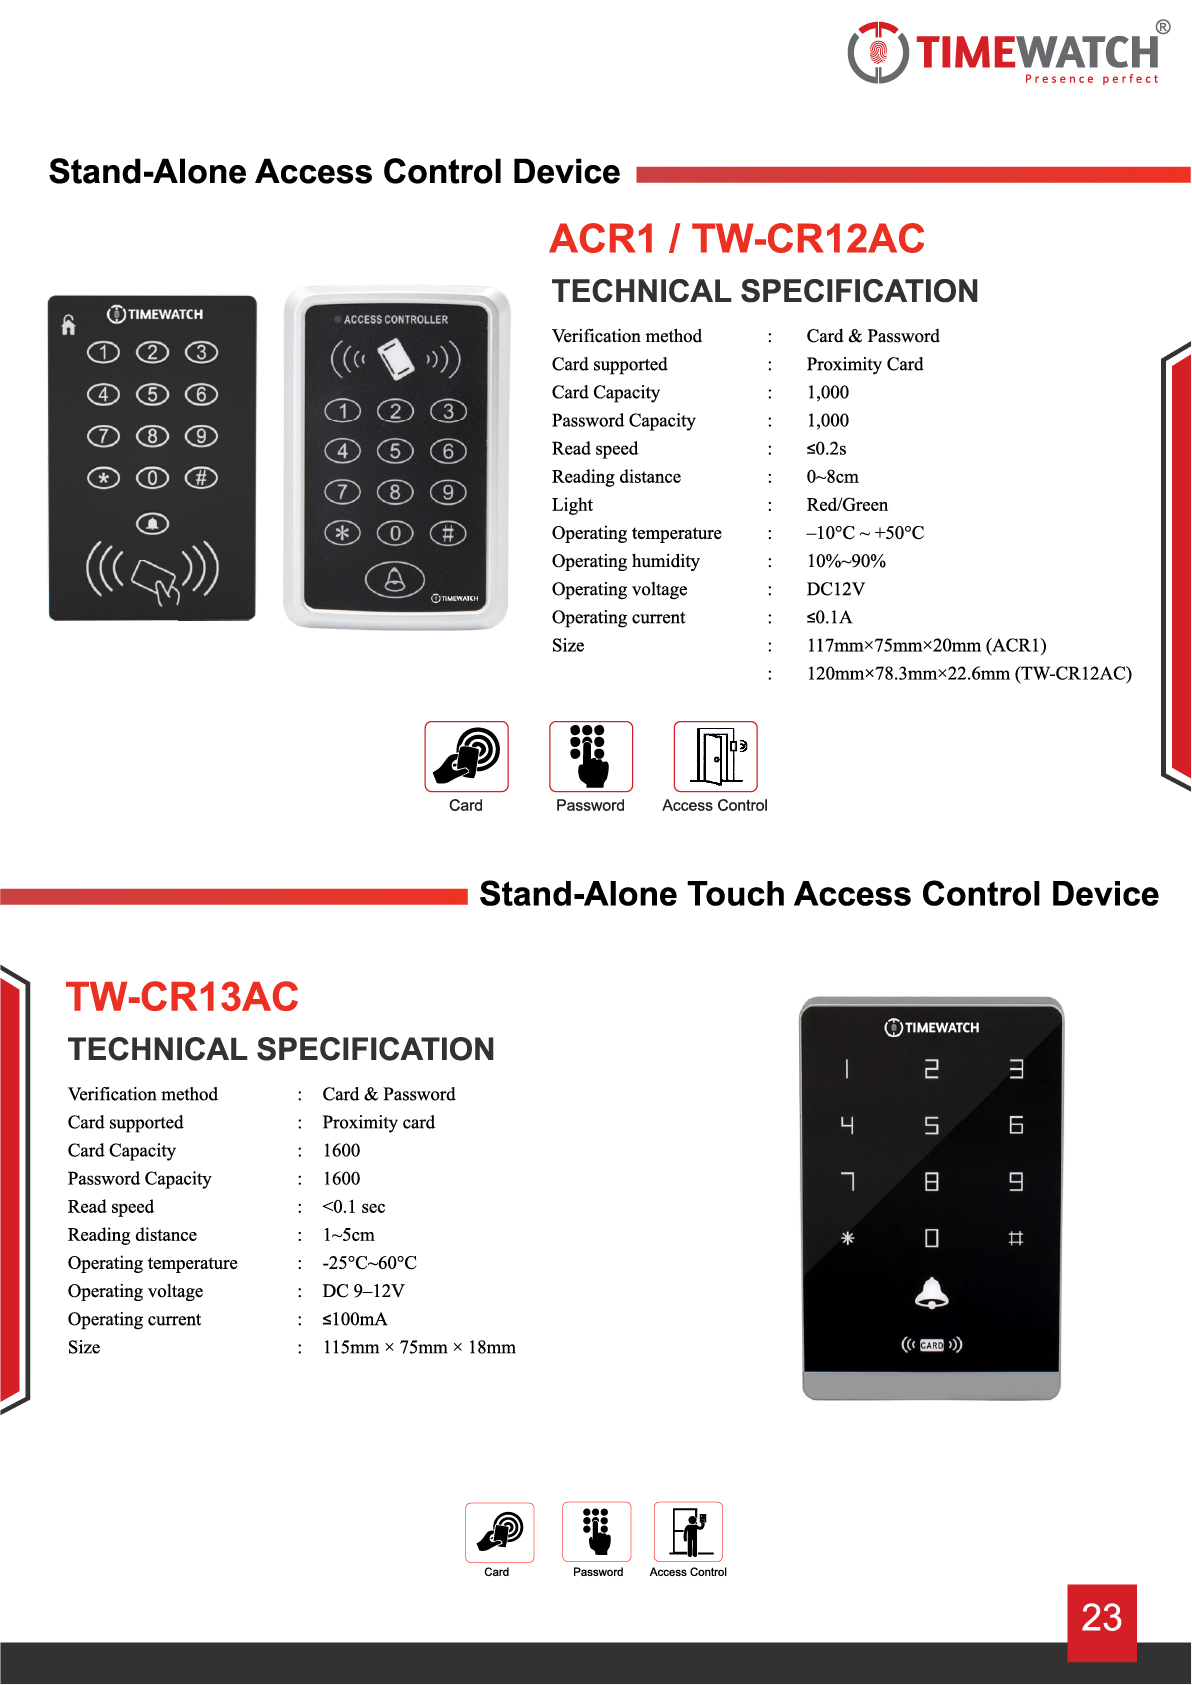 TIMEWATCH®
Presence perfect
Stand-Alone Access Control Device
ACR1 / TW-CR12AC
TECHNICAL SPECIFICATION
Verification method : Card & Password
Card supported : Proximity Card
Card Capacity : 1,000
Password Capacity : 1,000
Read speed : ≤0.2s
Reading distance : 0~8cm
Light : Red/Green
Operating temperature : –10°C ~ +50°C
Operating humidity : 10%~90%
Operating voltage : DC12V
Operating current : ≤0.1A
Size : 117mm×75mm×20mm (ACR1)
: 120mm×78.3mm×22.6mm (TW-CR12AC)
TIMEWATCH
1 2 3
4 5 6
7 8 9
* 0 #
ACCESS CONTROLLER
1 2 3
4 5 6
7 8 9
* 0 #
TIMEWATCH
Card Password Access Control
Stand-Alone Touch Access Control Device
TW-CR13AC
TECHNICAL SPECIFICATION
Verification method : Card & Password
Card supported : Proximity card
Card Capacity : 1600
Password Capacity : 1600
Read speed : <0.1 sec
Reading distance : 1~5cm
Operating temperature : -25°C~60°C
Operating voltage : DC 9–12V
Operating current : ≤100mA
Size : 115mm × 75mm × 18mm
TIMEWATCH
1 2 3
4 5 6
7 8 9
* 0 #
CARD
Card Password Access Control
23